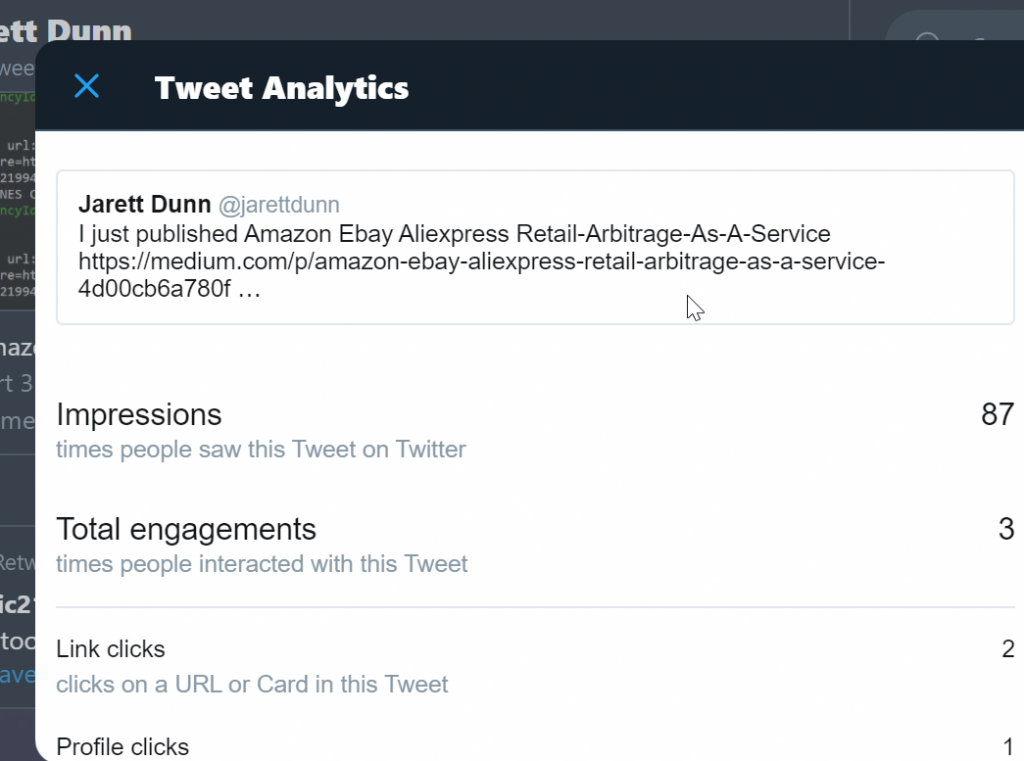 ett Dunn
wee
Tweet Analytics
url:
re=ht
21994
NES
Jarett Dunn @jarettdunn
I just published Amazon Ebay Aliexpress Retail-Arbitrage-As-A-Service
https://medium.com/p/amazon-ebay-aliexpress-retail-arbitrage-as-a-service-
4d00cb6a780f …
url:
re=ht
21994
maz
rt 3
me
Impressions 87
times people saw this Tweet on Twitter
Total engagements 3
times people interacted with this Tweet
Retw
ic2
too
ave
Link clicks 2
clicks on a URL or Card in this Tweet
Profile clicks 1